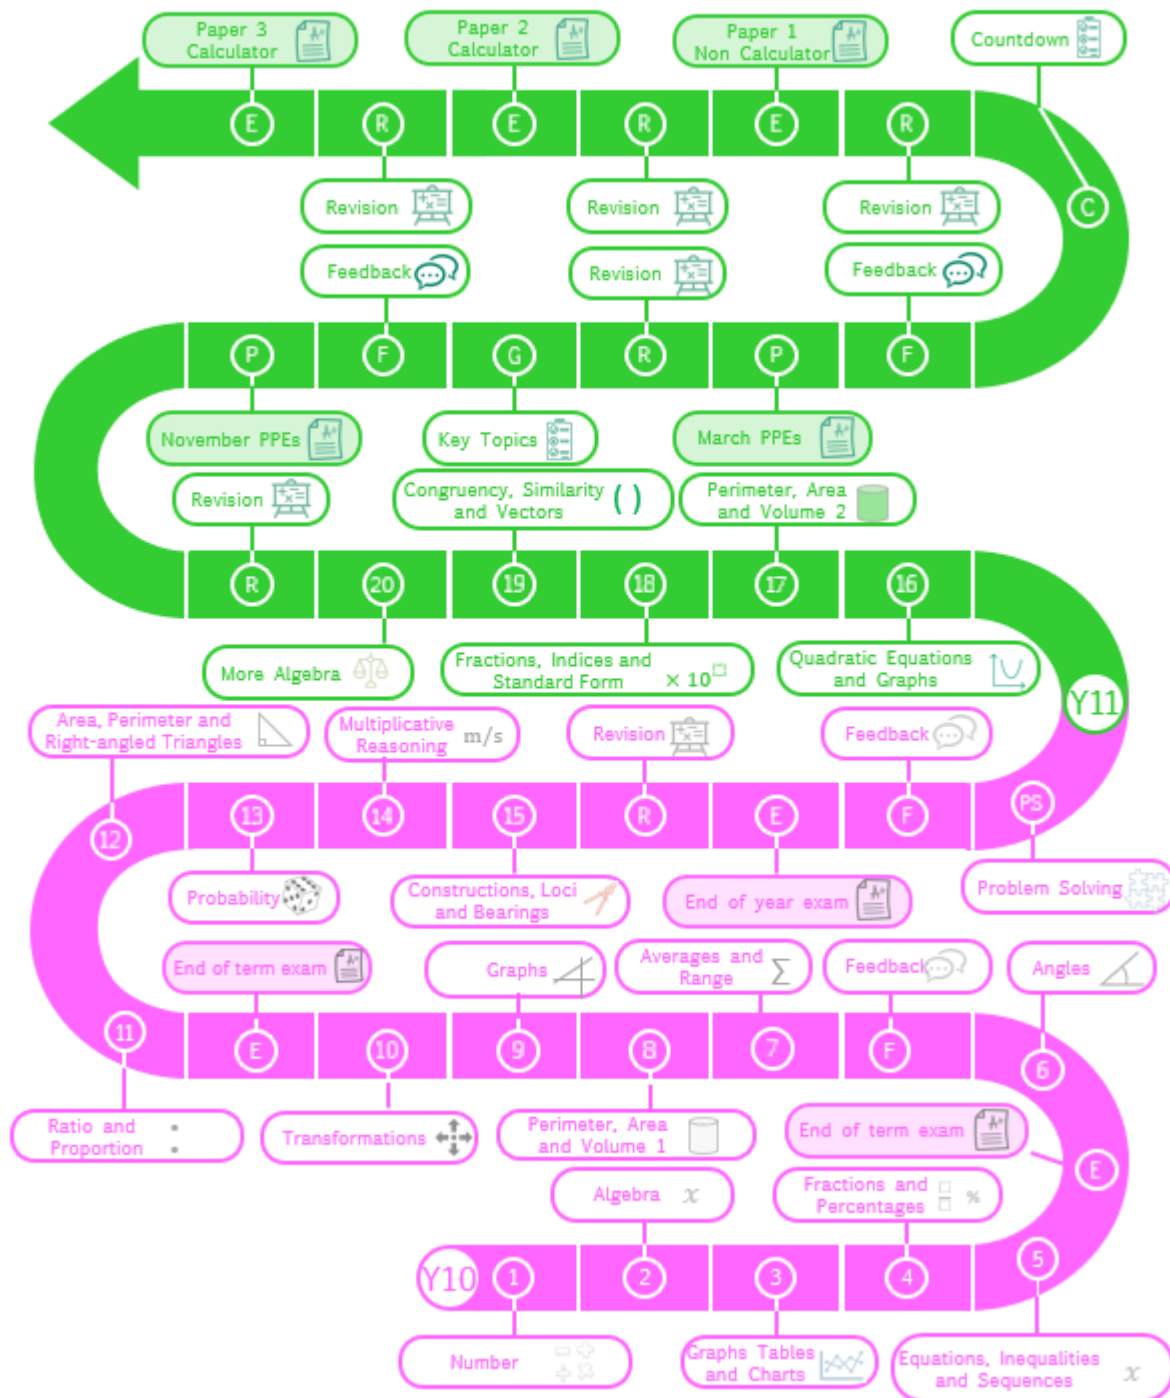 Paper 3
Calculator
Paper 2
Calculator
Paper 1
Non Calculator
Countdown
E
R
E
R
E
R
C
Revision
Revision
Revision
Feedback
Revision
Feedback
P
F
G
R
P
F
November PPEs
Key Topics
March PPEs
Revision
Congruency, Similarity
and Vectors
( )
Perimeter, Area
and Volume 2
R
20
19
18
17
16
More Algebra
Fractions, Indices and
Standard Form
× 10
Quadratic Equations
and Graphs
Y11
Area, Perimeter and
Right-angled Triangles
Multiplicative
Reasoning
m/s
Revision
Feedback
12
13
14
15
R
E
F
PS
Probability
Constructions, Loci
and Bearings
End of year exam
Problem Solving
End of term exam
Graphs
Averages and
Range
Σ
Feedback
Angles
11
E
10
9
8
7
F
6
Ratio and
Proportion
:
Transformations
Perimeter, Area
and Volume 1
End of term exam
E
Algebra
x
Fractions and
Percentages
%
Y10
1
2
3
4
5
Number
Graphs Tables
and Charts
Equations, Inequalities
and Sequences
x